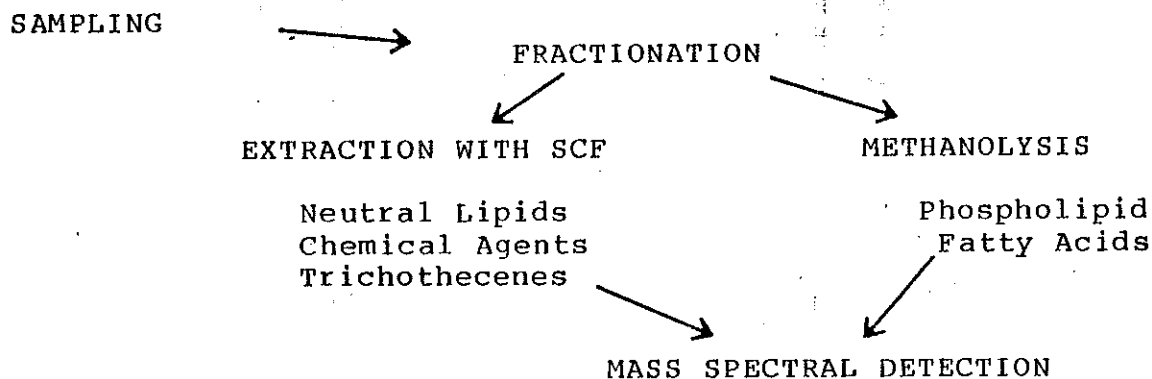 SAMPLING
FRACTIONATION
EXTRACTION WITH SCF
METHANOLYSIS
Neutral Lipids
Chemical Agents
Trichothecenes
Phospholipid
Fatty Acids
MASS SPECTRAL DETECTION